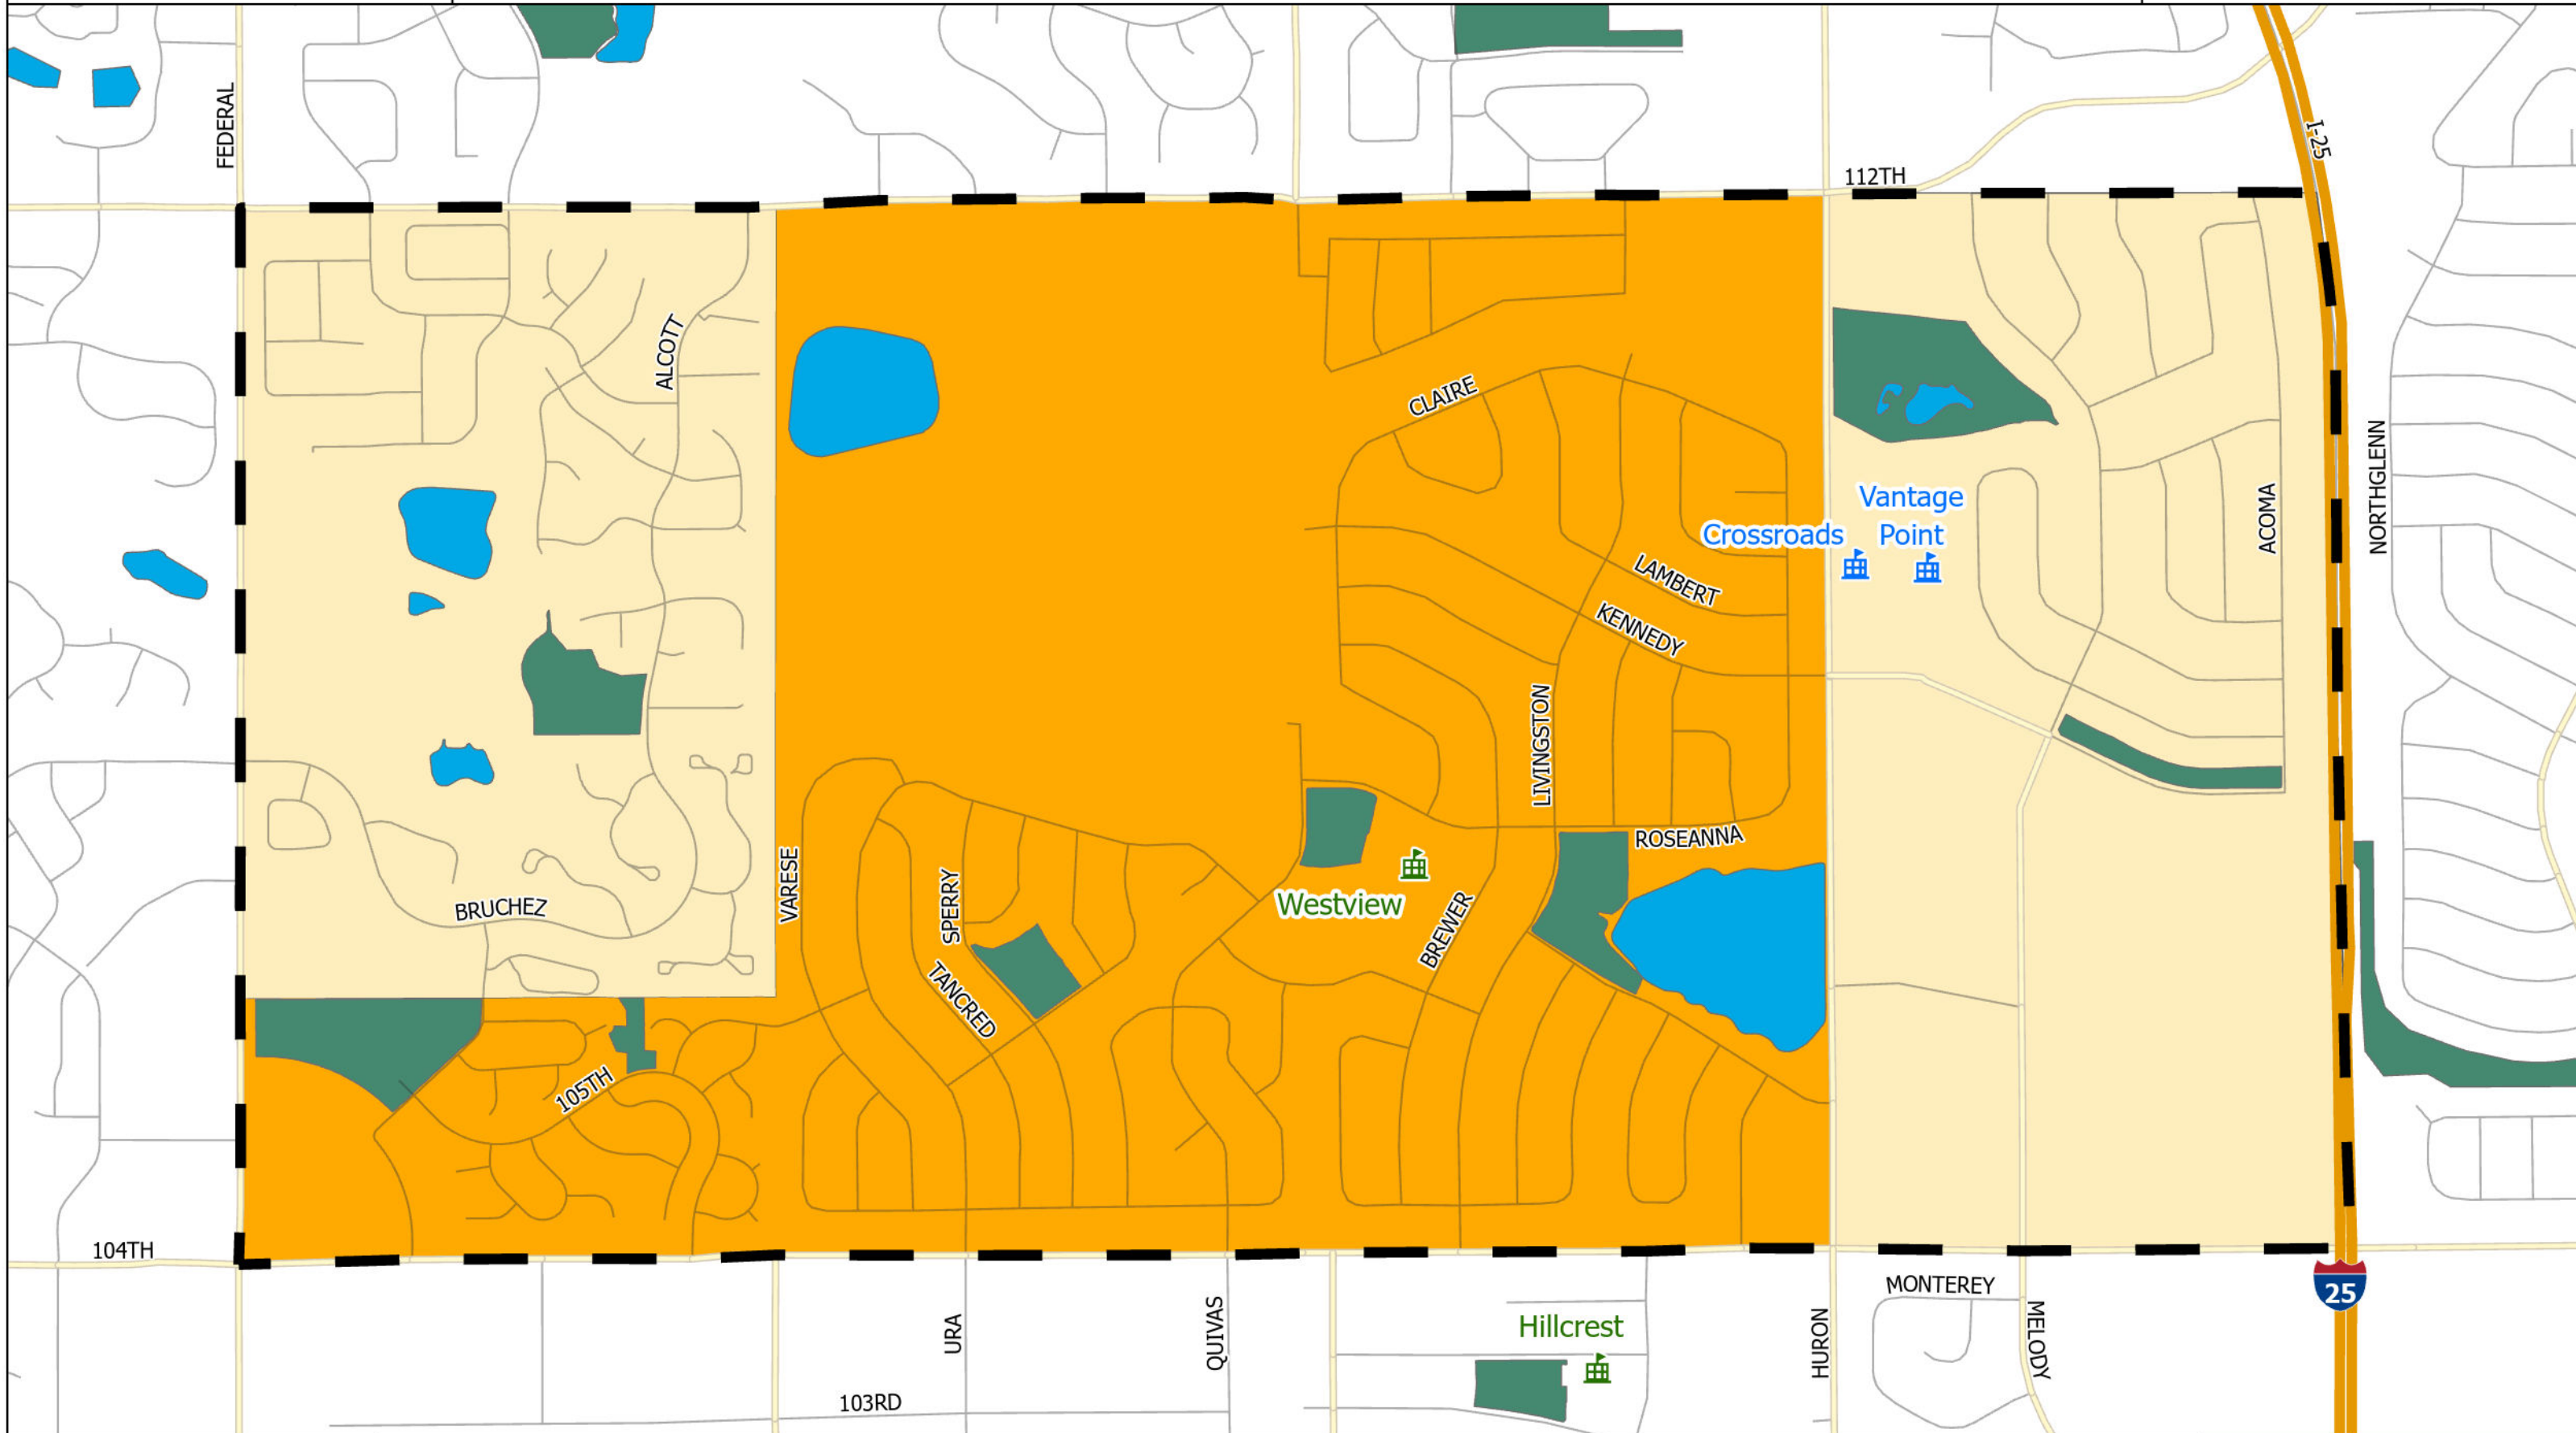 FEDERAL
I-25
112TH
ALCOTT
CLAIRE
NORTHGLENN
Vantage
Point
Crossroads
ACOMA
LAMBERT
KENNEDY
LIVINGSTON
ROSEANNA
VARESE
SPERRY
Westview
BREWER
BRUCHEZ
TANCRED
105TH
104TH
MONTEREY
25
URA
QUIVAS
Hillcrest
HURON
MELODY
103RD